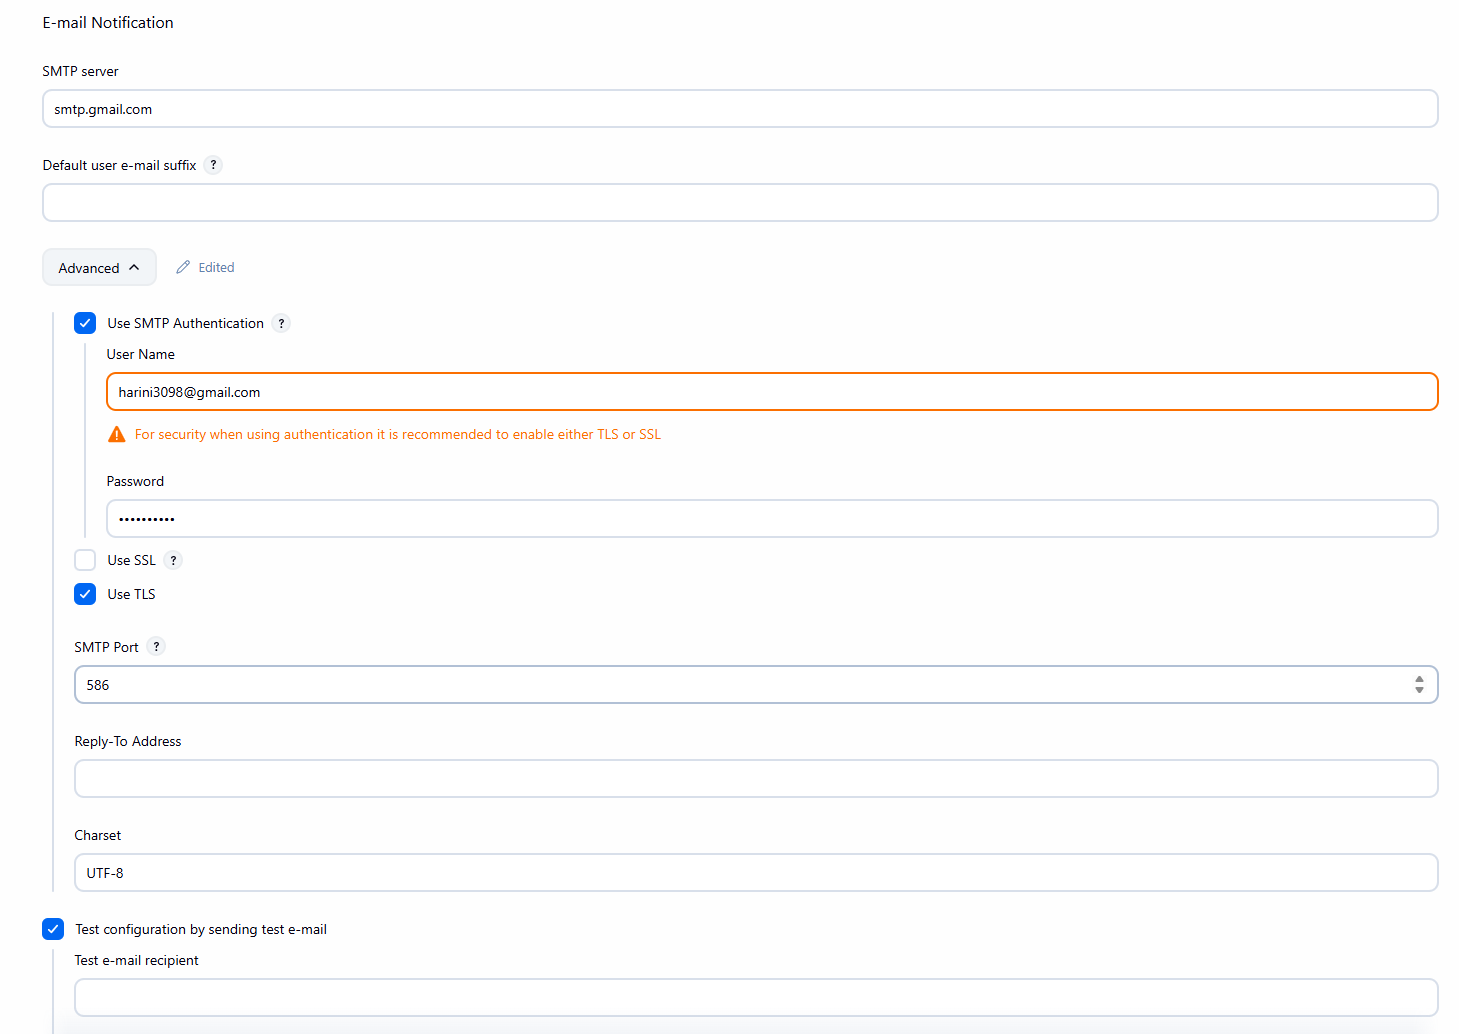 E-mail Notification
SMTP server
smtp.gmail.com
Default user e-mail suffix ?
Advanced Edited
Use SMTP Authentication ?
User Name
harini3098@gmail.com
For security when using authentication it is recommended to enable either TLS or SSL
Password
••••••••••
Use SSL ?
Use TLS
SMTP Port ?
586
Reply-To Address
Charset
UTF-8
Test configuration by sending test e-mail
Test e-mail recipient